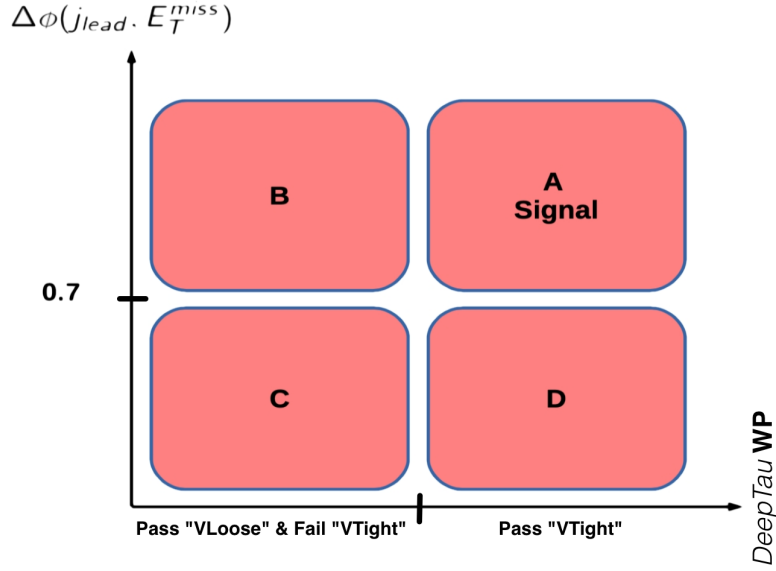 Δϕ(j_lead, E_T^miss)
B
A
Signal
0.7
C
D
Pass "VLoose" & Fail "VTight"
Pass "VTight"
DeepTau WP